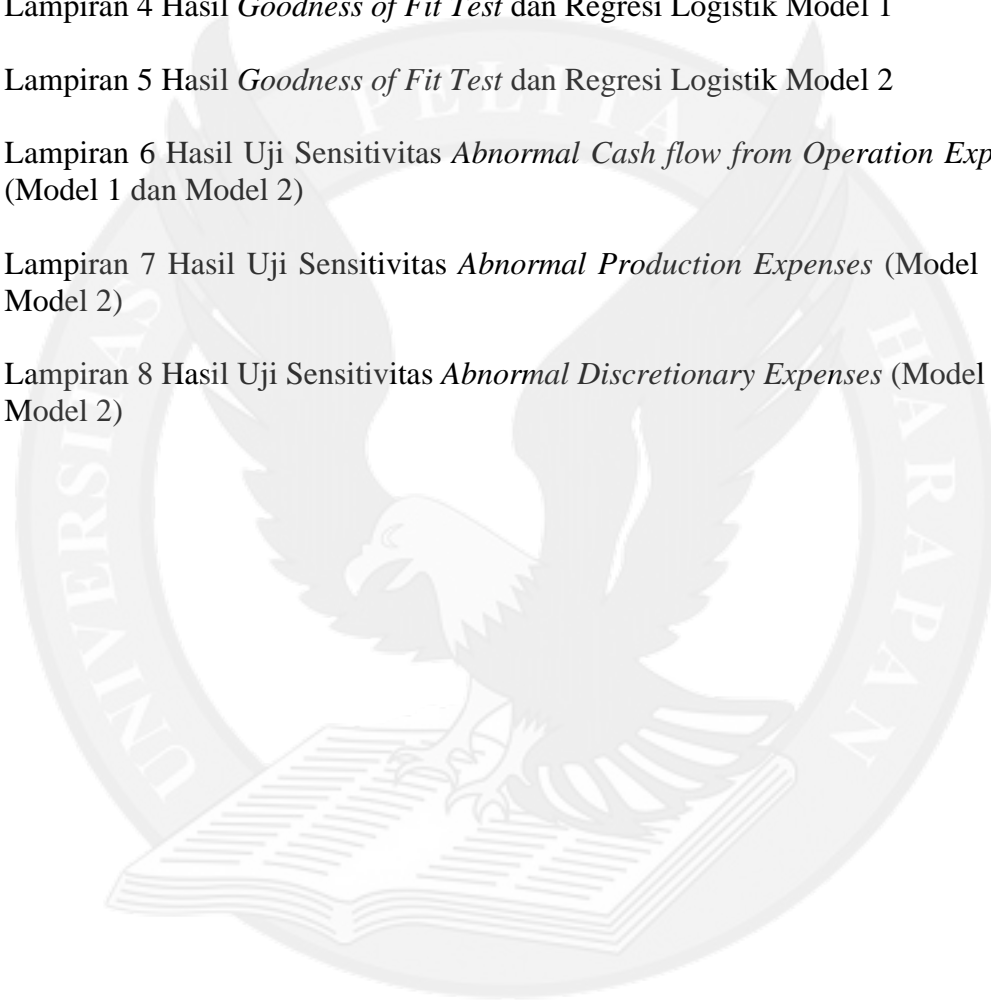 Lampiran 4 Hasil Goodness of Fit Test dan Regresi Logistik Model 1
Lampiran 5 Hasil Goodness of Fit Test dan Regresi Logistik Model 2
Lampiran 6 Hasil Uji Sensitivitas Abnormal Cash flow from Operation Exp
(Model 1 dan Model 2)
Lampiran 7 Hasil Uji Sensitivitas Abnormal Production Expenses (Model
Model 2)
Lampiran 8 Hasil Uji Sensitivitas Abnormal Discretionary Expenses (Model
Model 2)
UNIVERSITAS PELITA HARAPAN